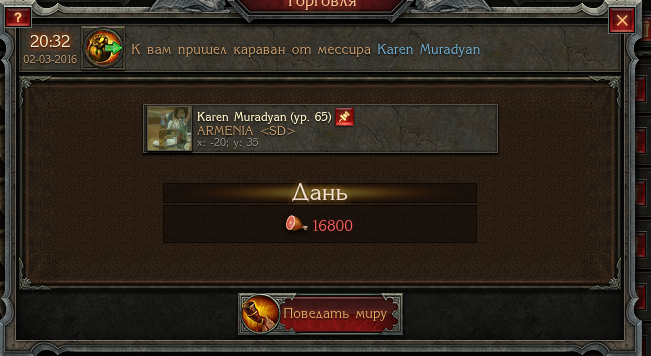 Торговля
?
20:32
02-03-2016
К вам пришел караван от мессира Karen Muradyan
Karen Muradyan (ур. 65)
ARMENIA <SD>
x: -20; y: 35
Дань
16800
Поведать миру